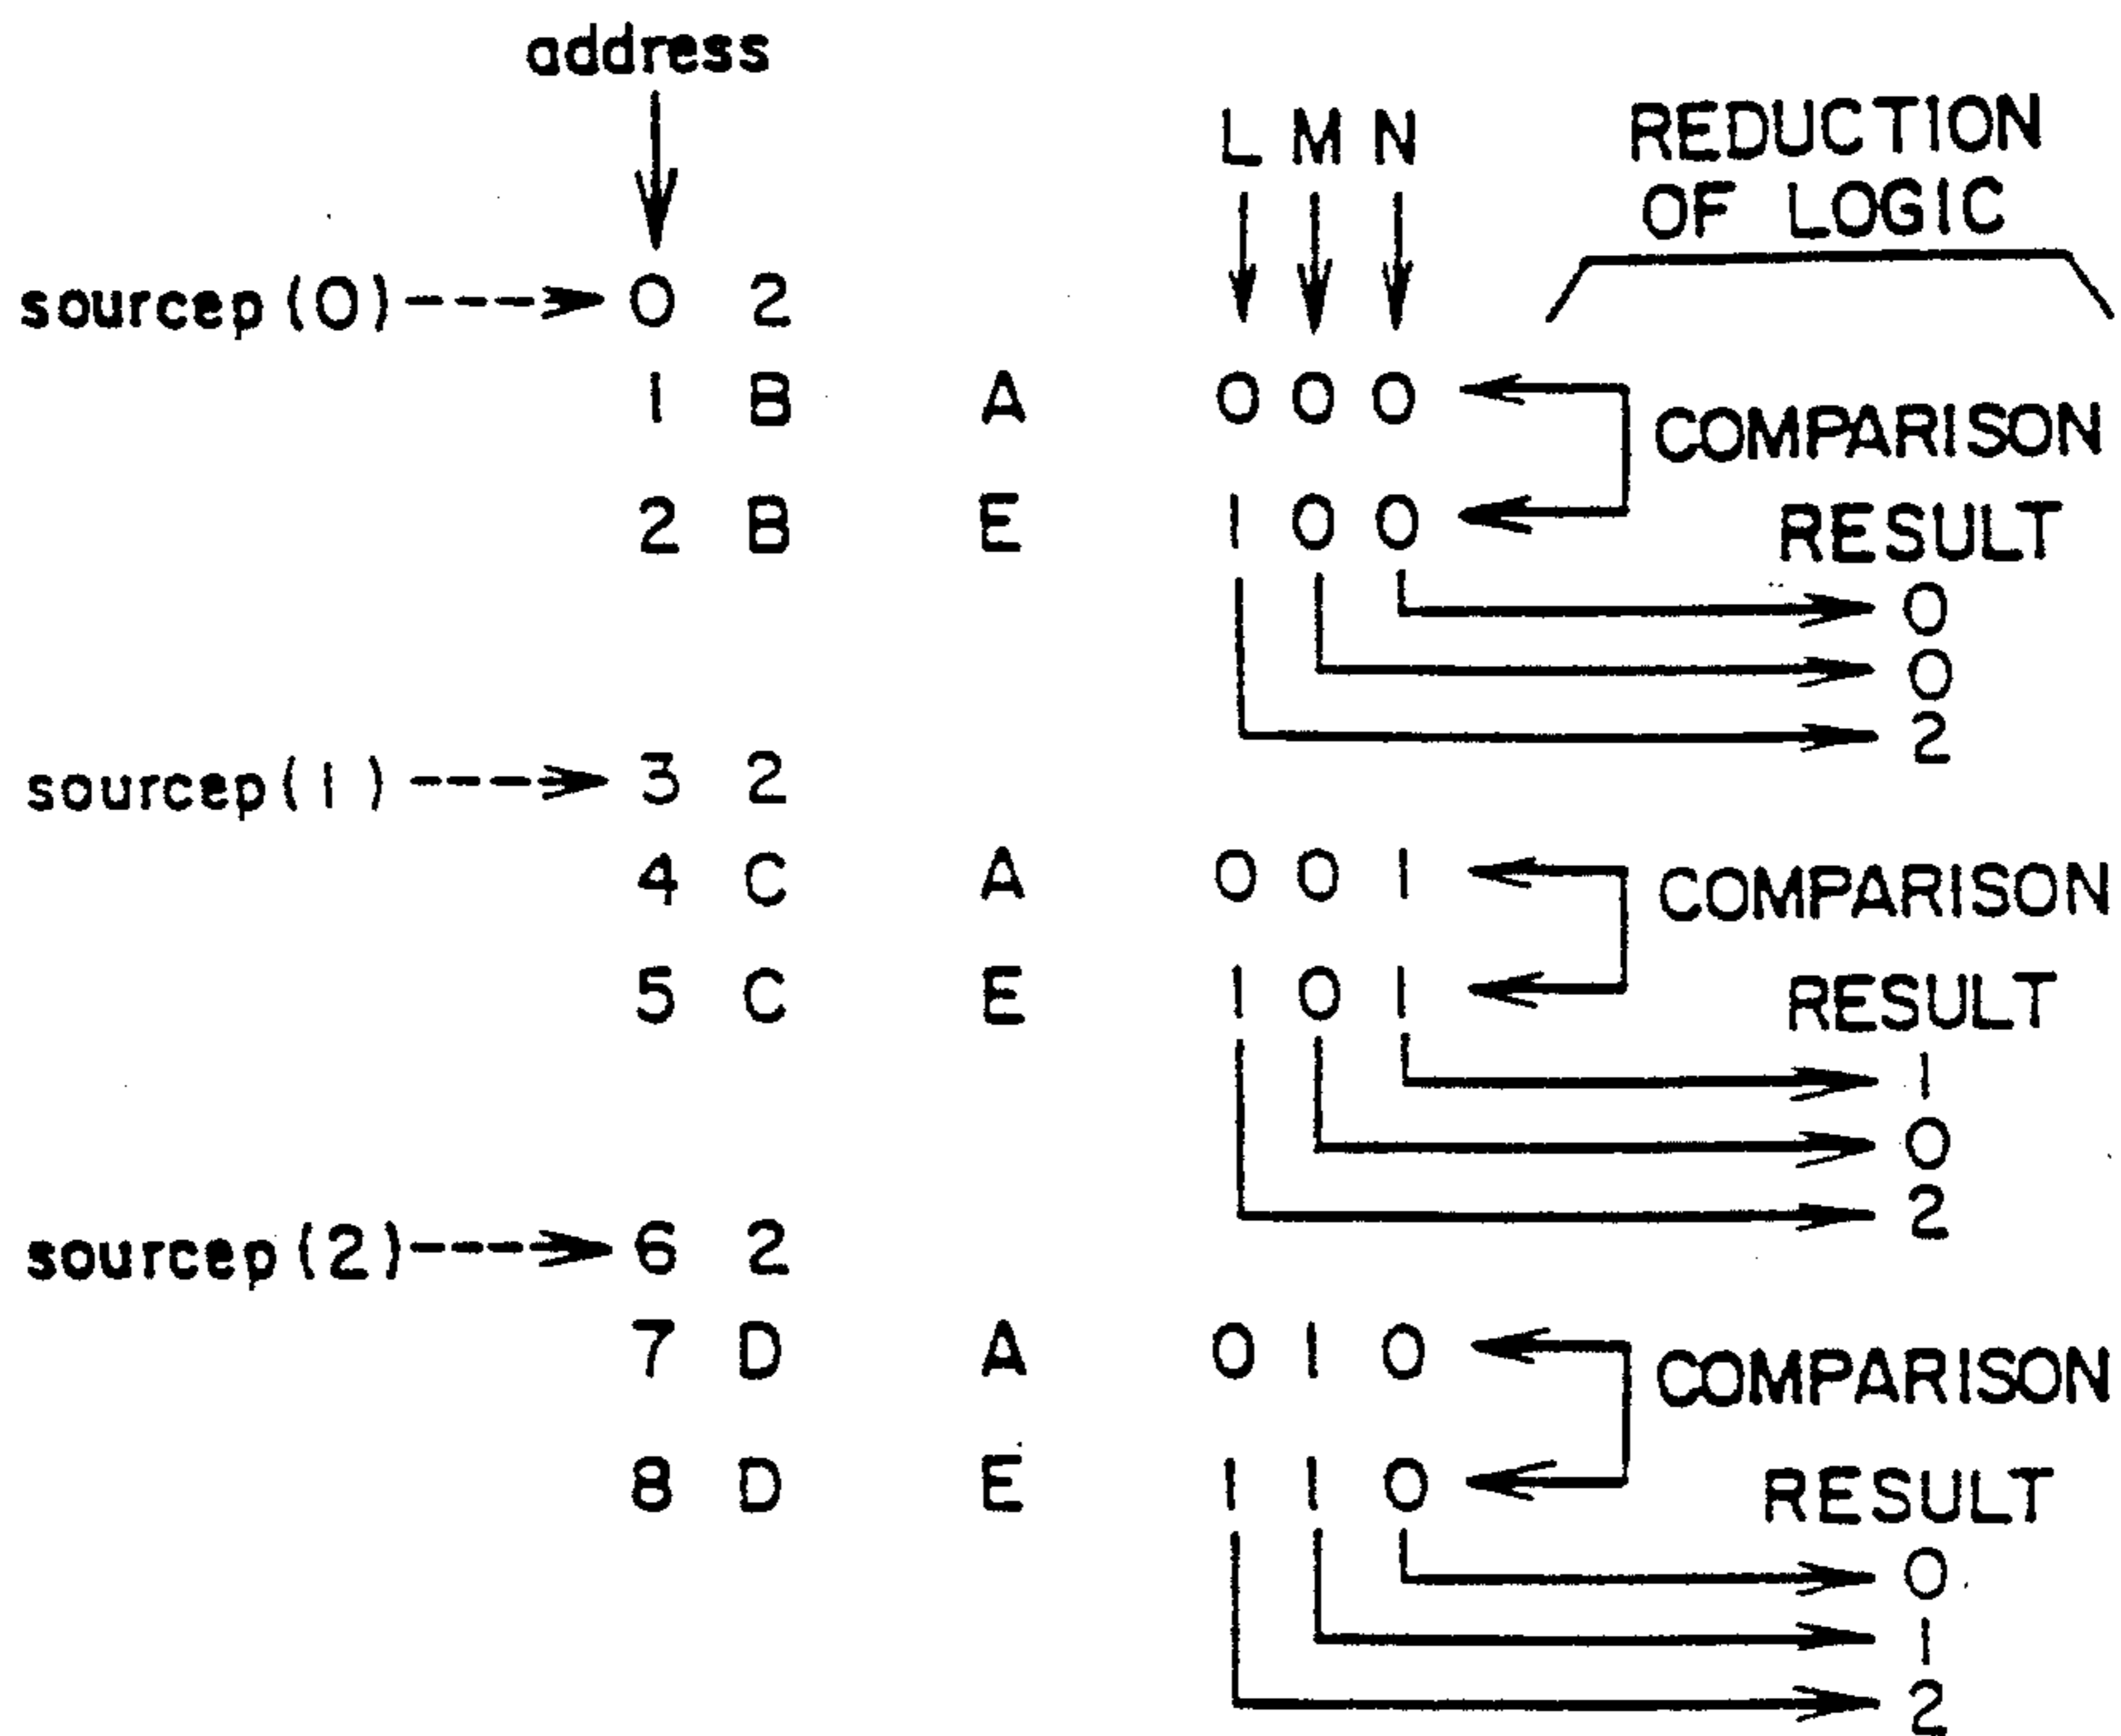 address
L M N
REDUCTION
OF LOGIC
sourcep(0) 0 2
1 B A 0 0 0
COMPARISON
2 B E 1 0 0
RESULT
0
0
2
sourcep(1) 3 2
4 C A 0 0 1
COMPARISON
5 C E 1 0 1
RESULT
1
0
2
sourcep(2) 6 2
7 D A 0 1 0
COMPARISON
8 D E 1 1 0
RESULT
0
1
2